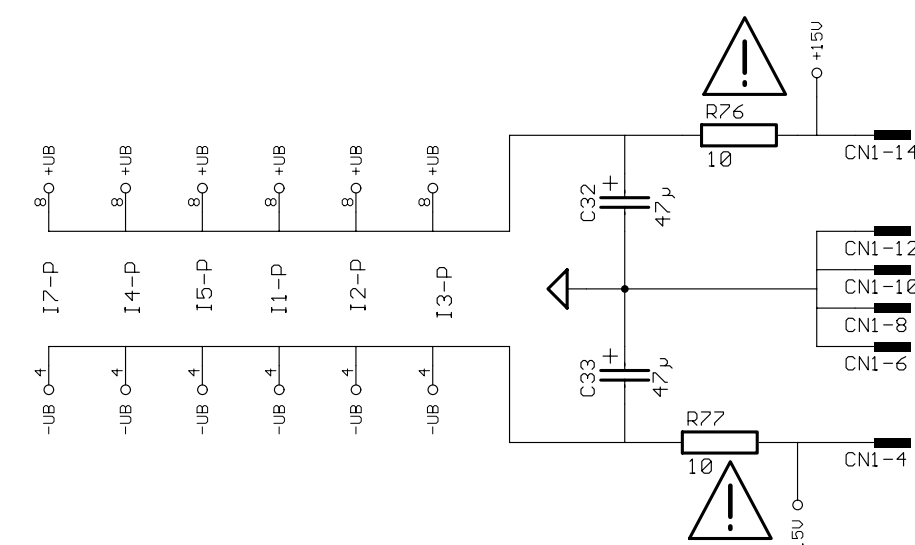 +15V
R76
10
CN1-14
+UB
+UB
+UB
+UB
+UB
+UB
8
8
8
8
8
8
C32
+
47µ
CN1-12
I7-P
I4-P
I5-P
I1-P
I2-P
I3-P
CN1-10
CN1-8
C33
+
47µ
CN1-6
4
4
4
4
4
4
-UB
-UB
-UB
-UB
-UB
-UB
R77
10
CN1-4
.5V